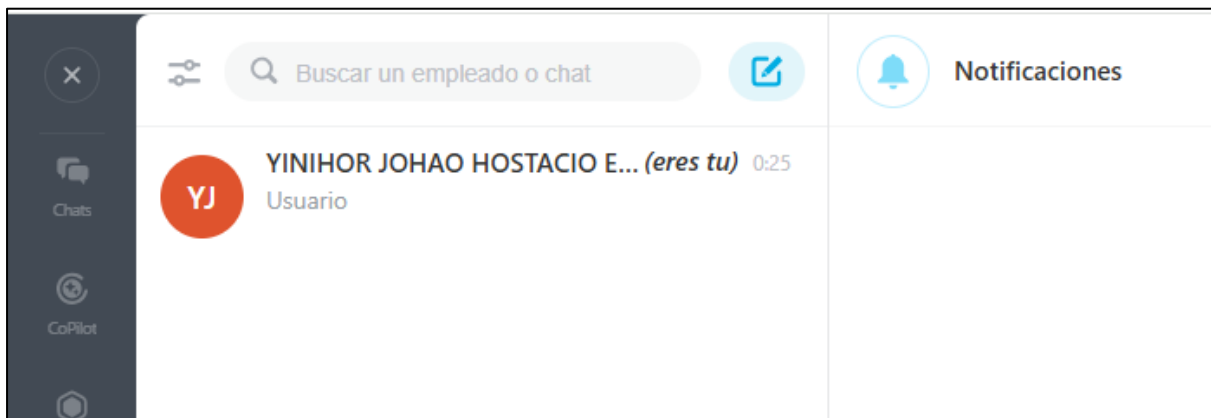 Buscar un empleado o chat
Notificaciones
YINIHOR JOHAO HOSTACIO E... (eres tu) 0:25
YJ
Usuario
Chats
CoPilot